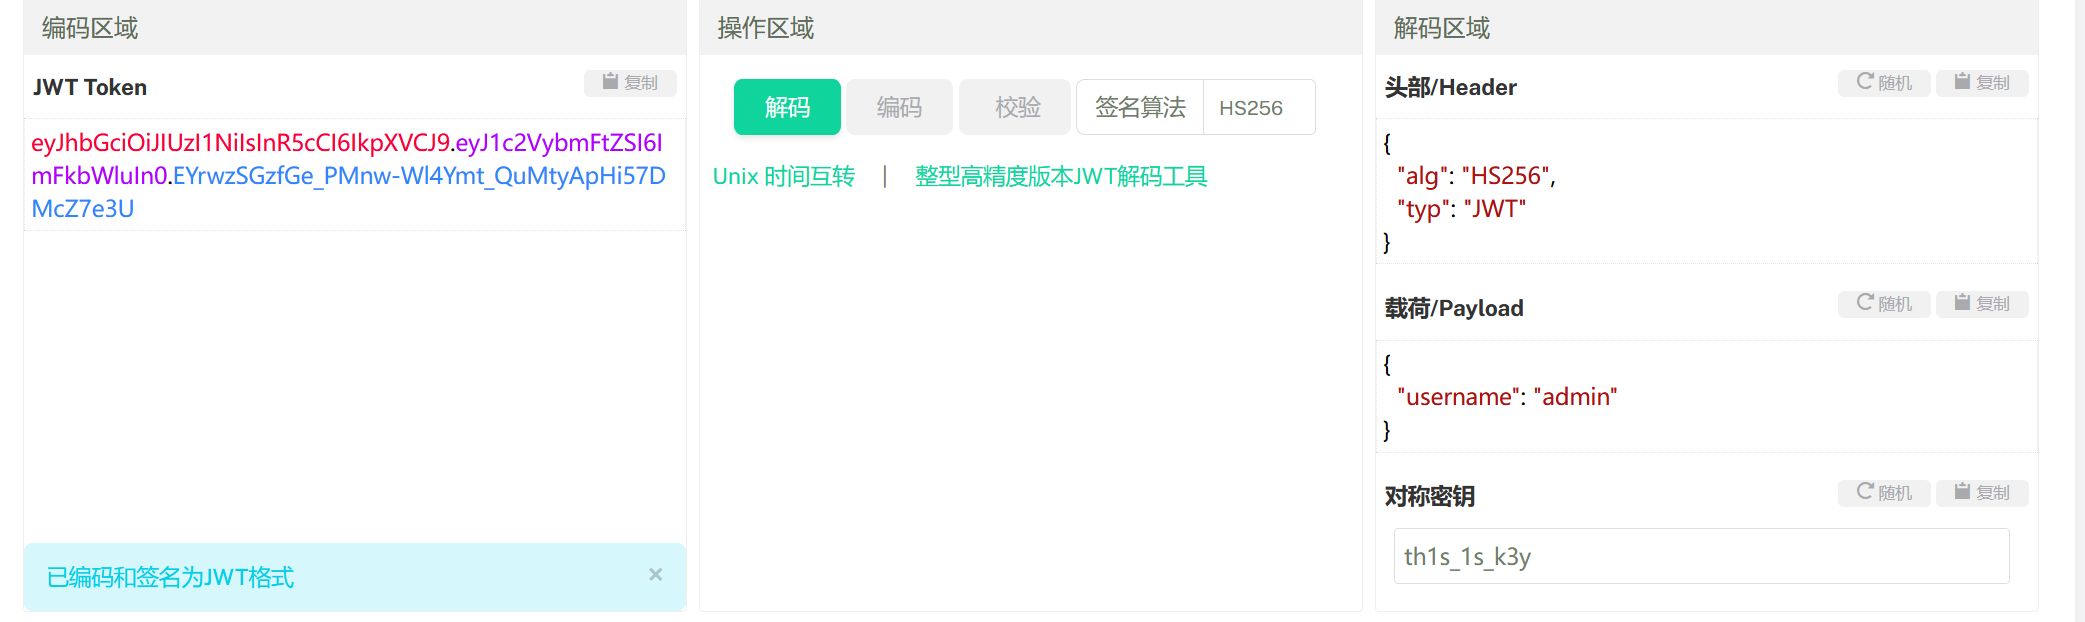 编码区域
JWT Token
复制
eyJhbGciOiJIUzI1NiIsInR5cCI6IkpXVCJ9.eyJ1c2VybmFtZSI6I
mFkbWluIn0.EYrwzSGzfGe_PMnw-Wl4Ymt_QuMtyApHi57D
McZ7e3U
已编码和签名为JWT格式
×
操作区域
解码 编码 校验 签名算法 HS256
Unix 时间互转 | 整型高精度版本JWT解码工具
解码区域
头部/Header
随机 复制
{
"alg": "HS256",
"typ": "JWT"
}
载荷/Payload
随机 复制
{
"username": "admin"
}
对称密钥
随机 复制
th1s_1s_k3y